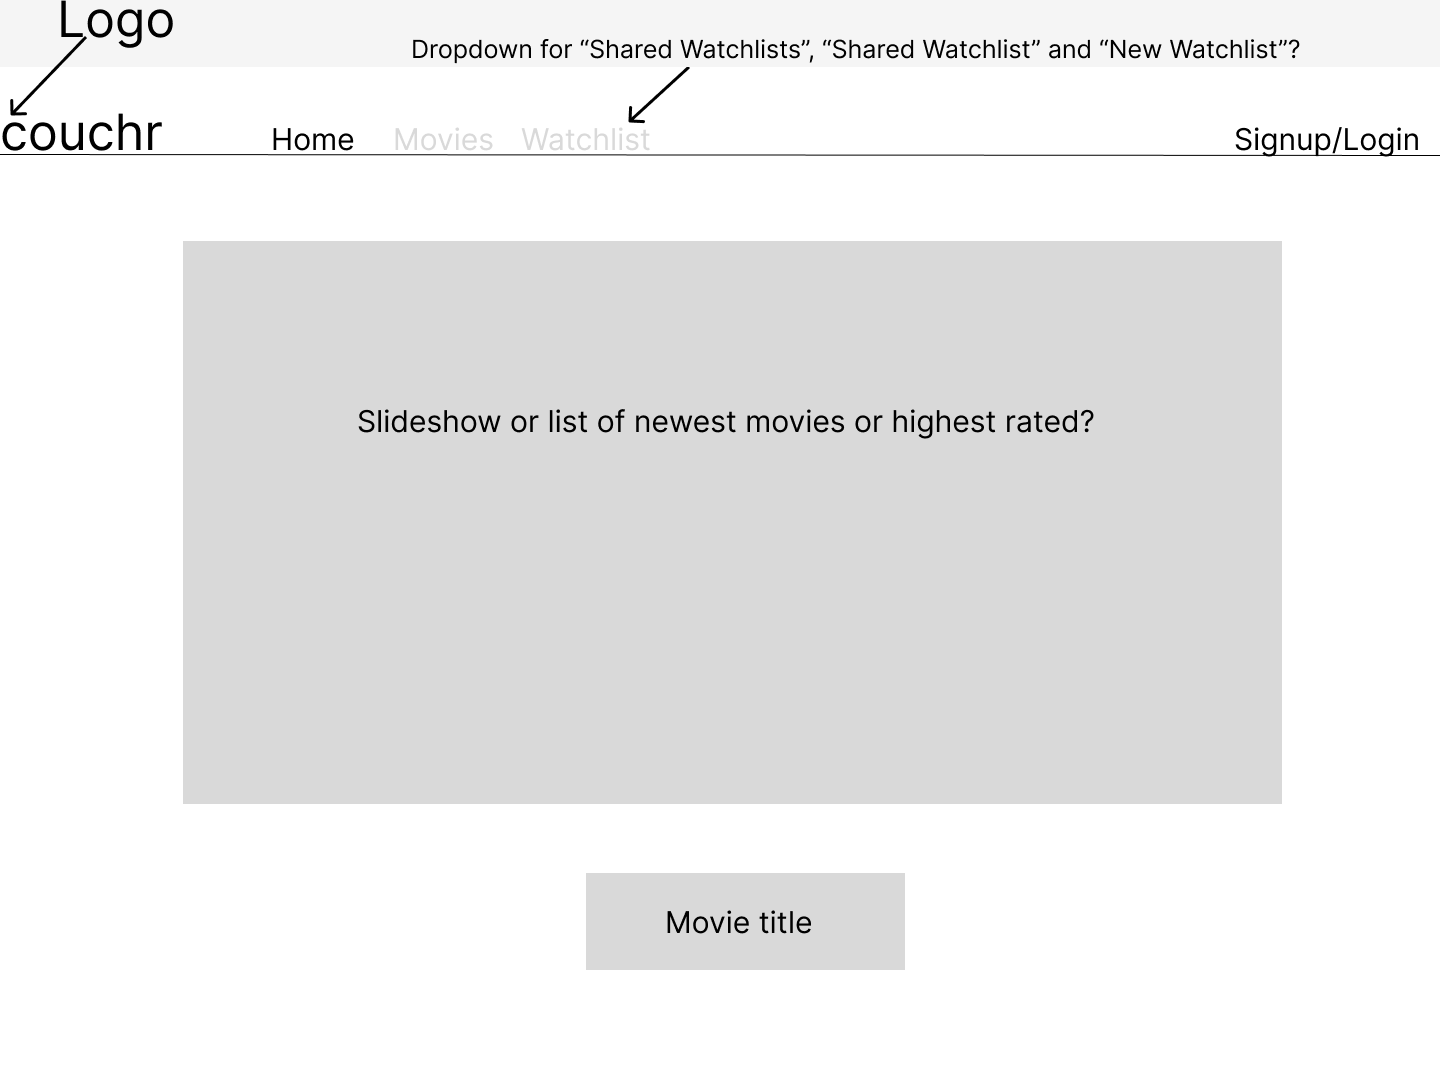 Logo
Dropdown for “Shared Watchlists”, “Shared Watchlist” and “New Watchlist”?
couchr Home Movies Watchlist Signup/Login
Slideshow or list of newest movies or highest rated?
Movie title